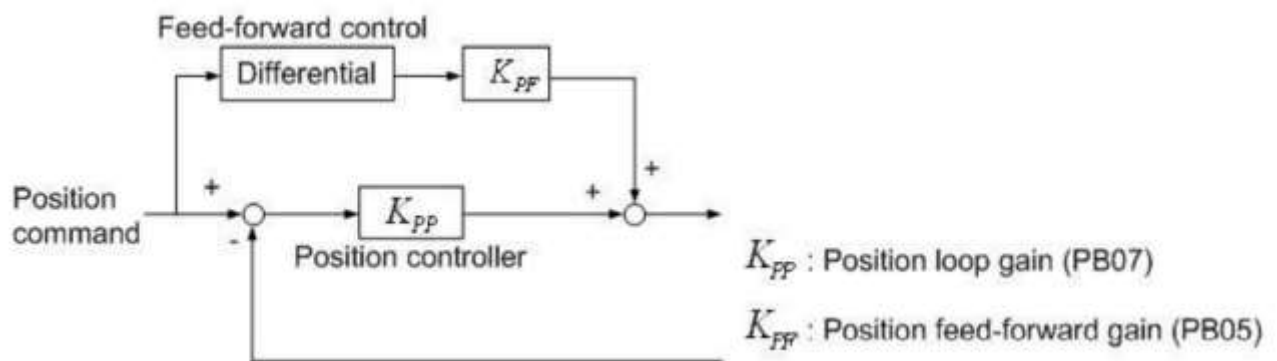 Feed-forward control
Differential
K_PF
+
+
+
Position
command
K_PP
-
Position controller
K_PP : Position loop gain (PB07)
K_PF : Position feed-forward gain (PB05)